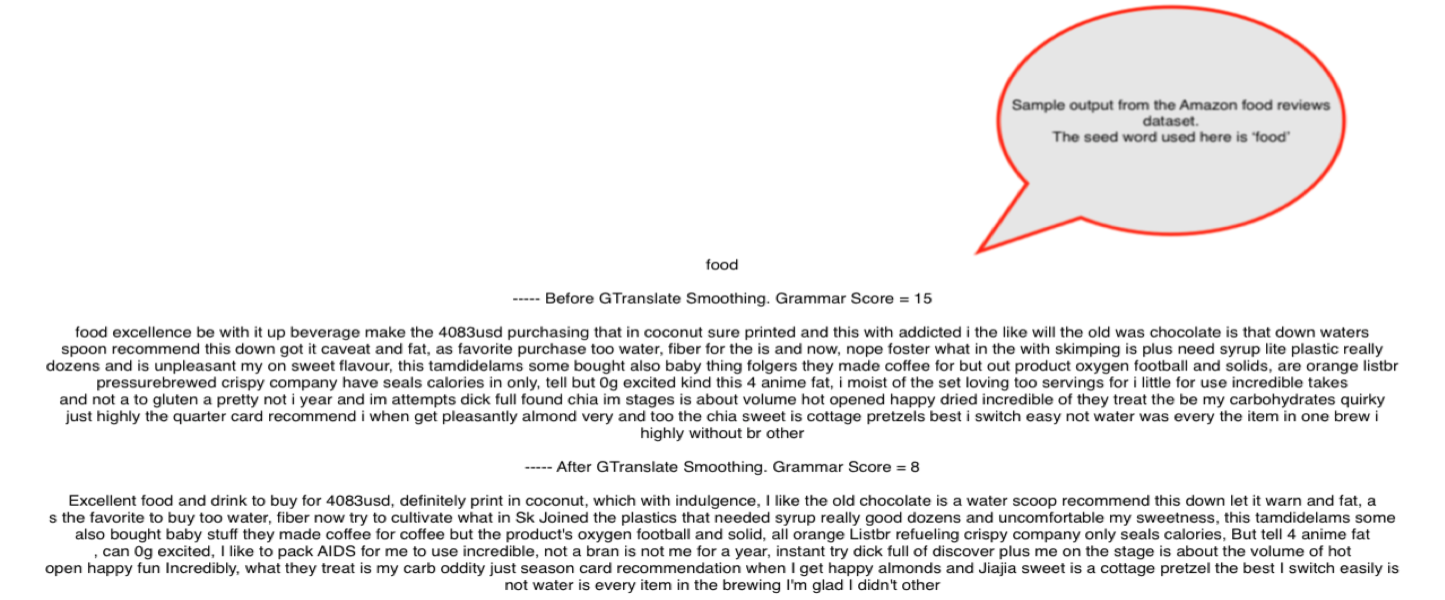 Sample output from the Amazon food reviews
dataset.
The seed word used here is 'food'
food
----- Before GTranslate Smoothing. Grammar Score = 15
food excellence be with it up beverage make the 4083usd purchasing that in coconut sure printed and this with addicted i the like will the old was chocolate is that down waters
spoon recommend this down got it caveat and fat, as favorite purchase too water, fiber for the is and now, nope foster what in the with skimping is plus need syrup lite plastic really
dozens and is unpleasant my on sweet flavour, this tamdidelams some bought also baby thing folgers they made coffee for but out product oxygen football and solids, are orange listbr
pressurebrewed crispy company have seals calories in only, tell but 0g excited kind this 4 anime fat, i moist of the set loving too servings for i little for use incredible takes
and not a to gluten a pretty not i year and im attempts dick full found chia im stages is about volume hot opened happy dried incredible of they treat the be my carbohydrates quirky
just highly the quarter card recommend i when get pleasantly almond very and too the chia sweet is cottage pretzels best i switch easy not water was every the item in one brew i
highly without br other
----- After GTranslate Smoothing. Grammar Score = 8
Excellent food and drink to buy for 4083usd, definitely print in coconut, which with indulgence, I like the old chocolate is a water scoop recommend this down let it warn and fat, a
s the favorite to buy too water, fiber now try to cultivate what in Sk Joined the plastics that needed syrup really good dozens and uncomfortable my sweetness, this tamdidelams some
also bought baby stuff they made coffee for coffee but the product's oxygen football and solid, all orange Listbr refueling crispy company only seals calories, But tell 4 anime fat
, can 0g excited, I like to pack AIDS for me to use incredible, not a bran is not me for a year, instant try dick full of discover plus me on the stage is about the volume of hot
open happy fun Incredibly, what they treat is my carb oddity just season card recommendation when I get happy almonds and Jiajia sweet is a cottage pretzel the best I switch easily is
not water is every item in the brewing I'm glad I didn't other